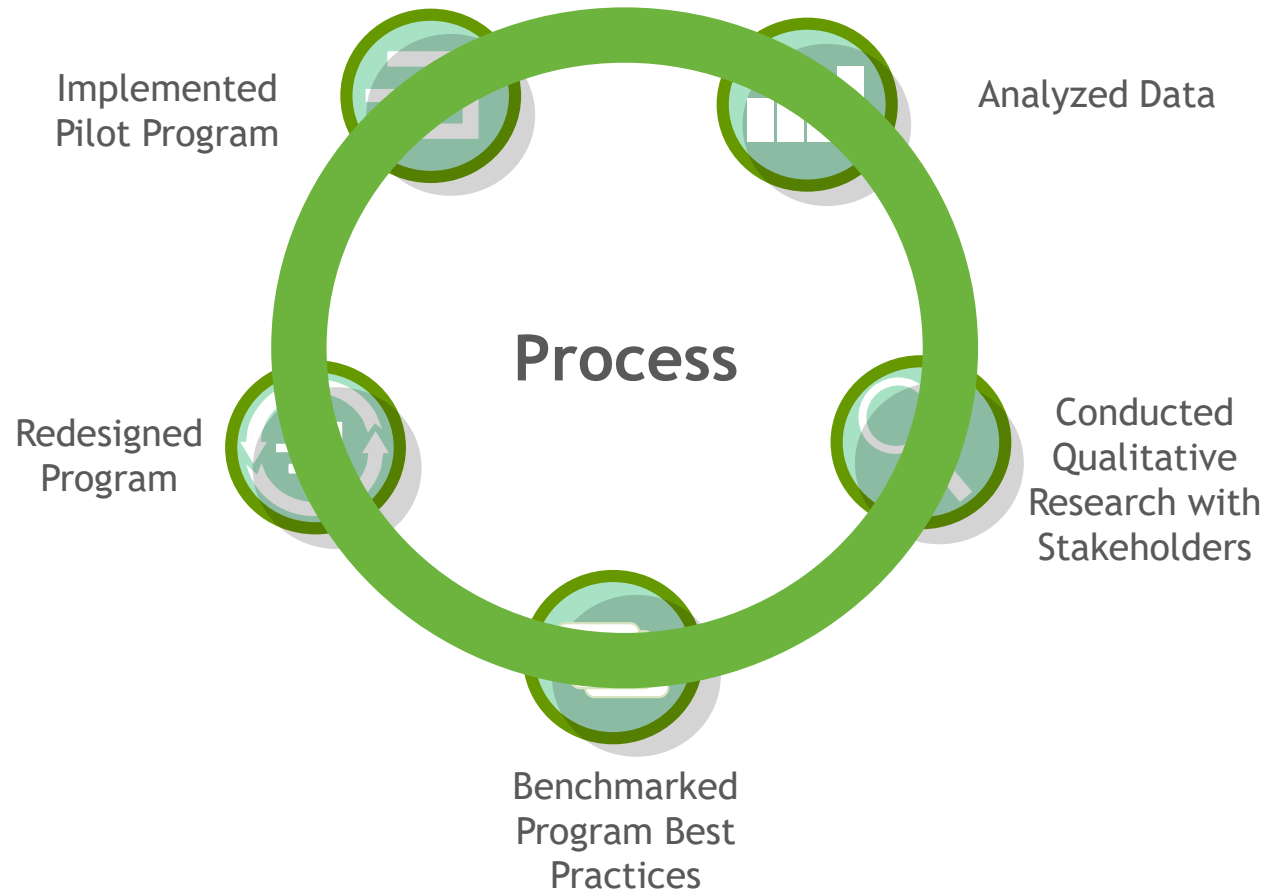 Implemented
Pilot Program
Analyzed Data
Process
Redesigned
Program
Conducted
Qualitative
Research with
Stakeholders
Benchmarked
Program Best
Practices